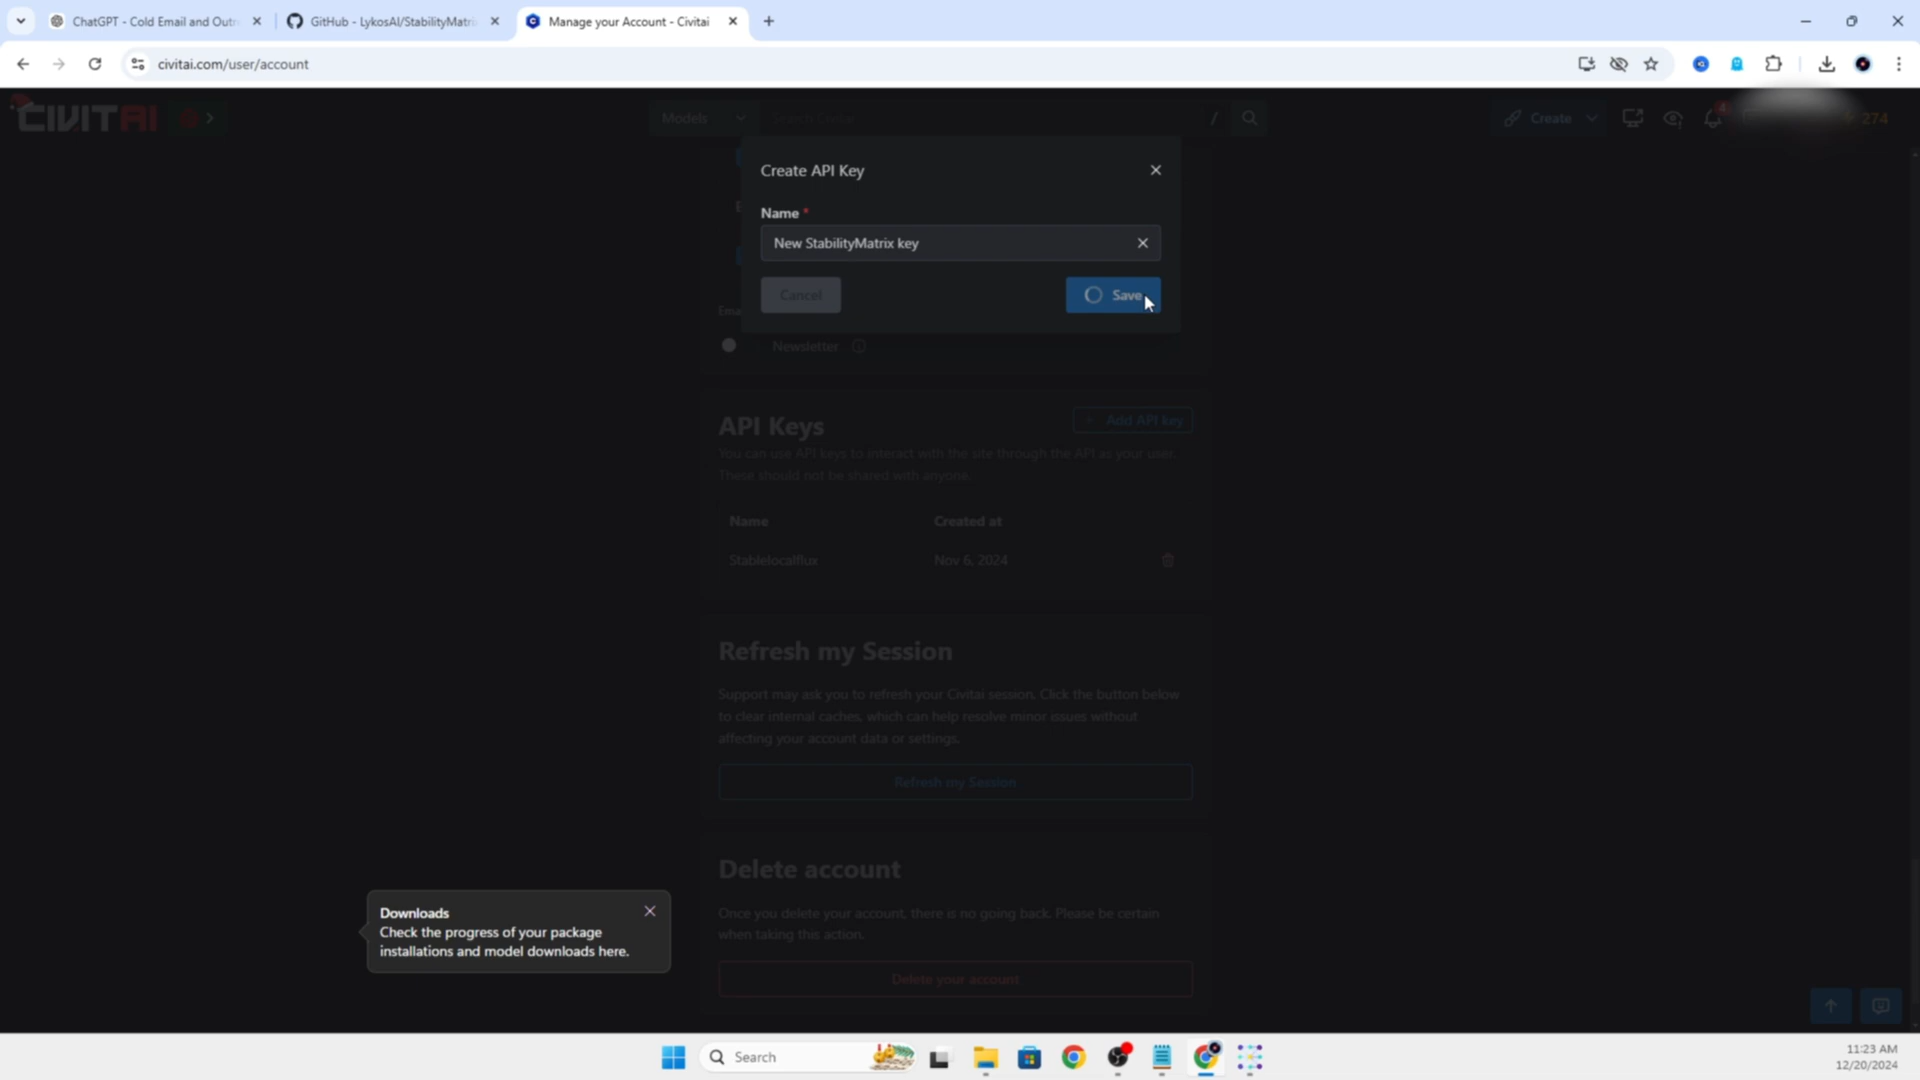 ChatGPT - Cold Email and Outr
GitHub - LykosAI/StabilityMatri
Manage your Account - Civitai
civitai.com/user/account
CIVITAI
Models
Search Civitai
/
Create
4
274
Create API Key
Name *
New StabilityMatrix key
Cancel
Save
Ema
Newsletter
API Keys
Add API key
You can use API keys to interact with the site through the API as your user.
These should not be shared with anyone.
Name
Created at
Stablelocalflux
Nov 6, 2024
Refresh my Session
Support may ask you to refresh your Civitai session. Click the button below
to clear internal caches, which can help resolve minor issues without
affecting your account data or settings.
Refresh my Session
Delete account
Once you delete your account, there is no going back. Please be certain
when taking this action.
Delete your account
Downloads
Check the progress of your package
installations and model downloads here.
Search
11:23 AM
12/20/2024